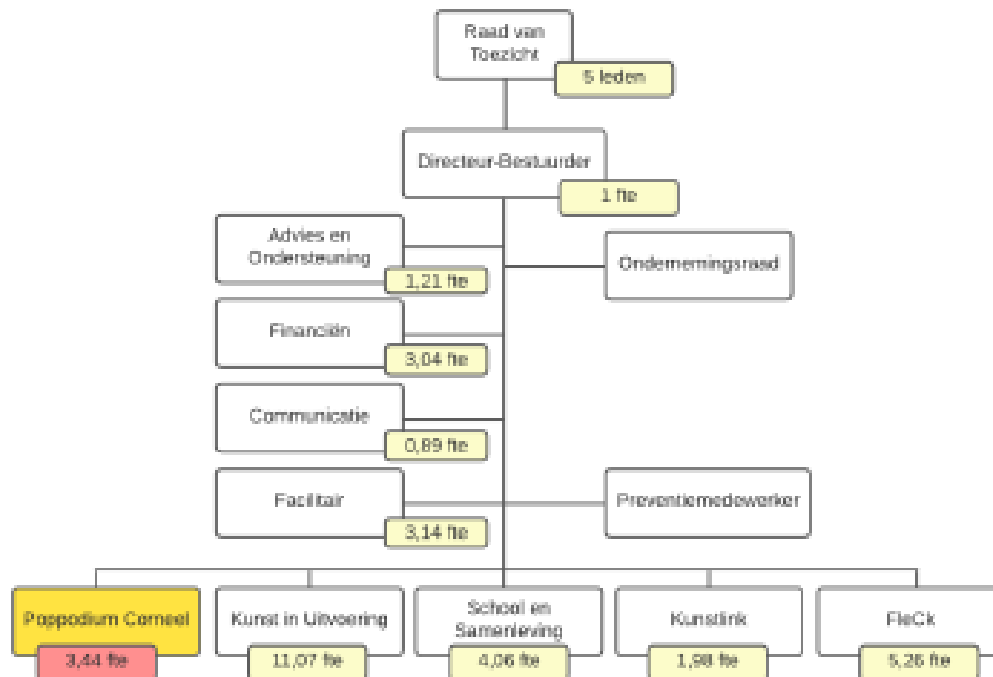 Raad van
Toezicht
5 leden
Directeur-Bestuurder
1 fte
Advies en
Ondersteuning
1,21 fte
Ondernemingsraad
Financiën
3,04 fte
Communicatie
0,89 fte
Facilitair
3,14 fte
Preventiemedewerker
Poppodium Corneel
3,44 fte
Kunst in Uitvoering
11,07 fte
School en
Samenleving
4,06 fte
Kunstlink
1,98 fte
FleCk
5,26 fte